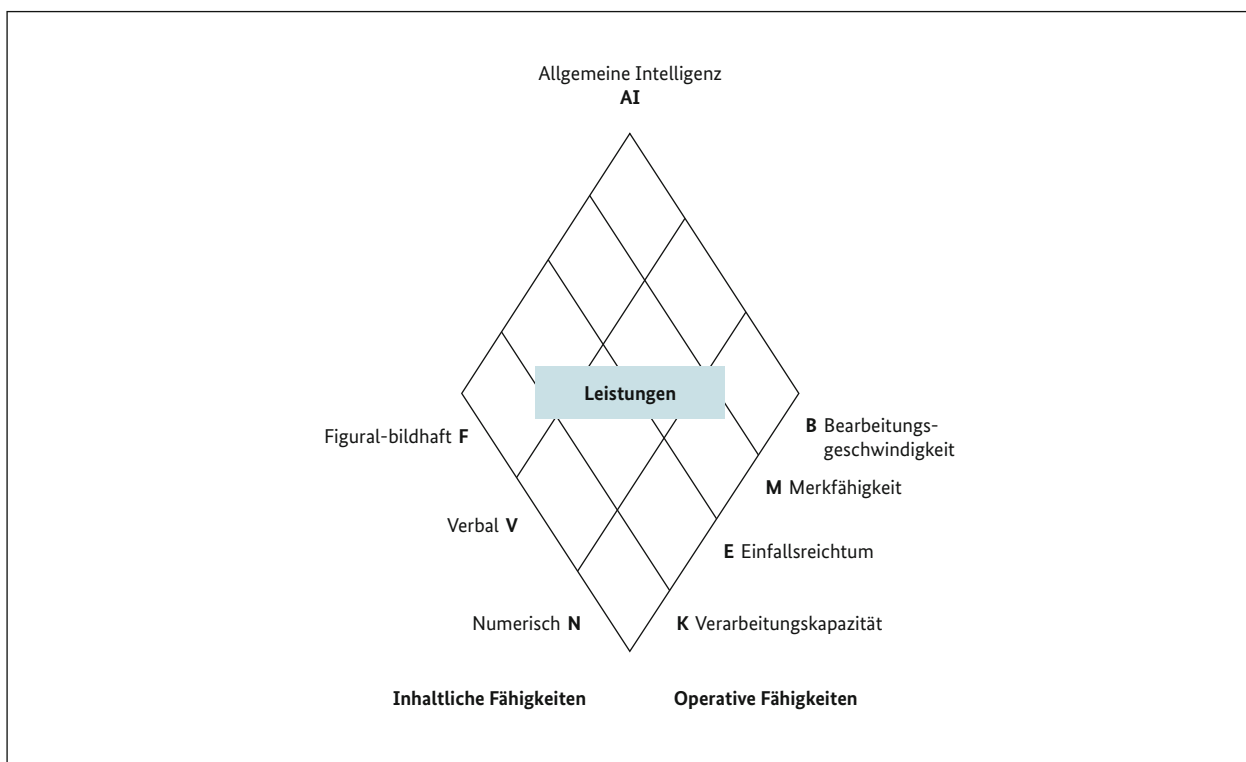 Allgemeine Intelligenz
AI
Leistungen
Figural-bildhaft F
Verbal V
Numerisch N
B Bearbeitungs-
geschwindigkeit
M Merkfähigkeit
E Einfallsreichtum
K Verarbeitungskapazität
Inhaltliche Fähigkeiten
Operative Fähigkeiten